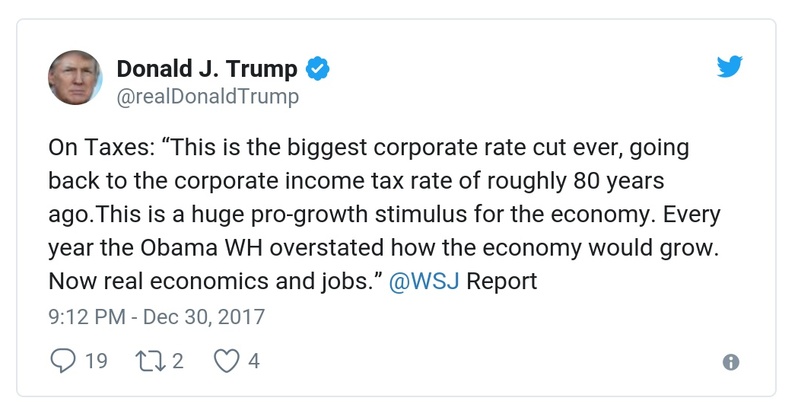 Donald J. Trump
@realDonaldTrump
On Taxes: “This is the biggest corporate rate cut ever, going
back to the corporate income tax rate of roughly 80 years
ago.This is a huge pro-growth stimulus for the economy. Every
year the Obama WH overstated how the economy would grow.
Now real economics and jobs.” @WSJ Report
9:12 PM - Dec 30, 2017
19 2 4